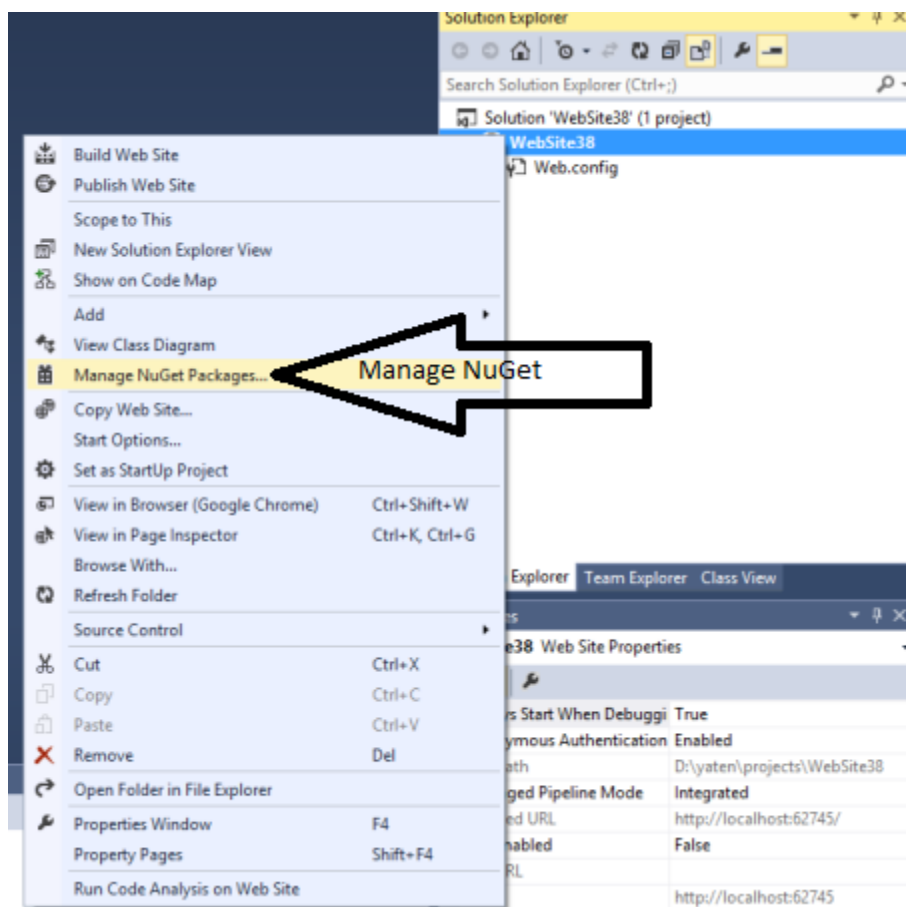 Solution Explorer
Search Solution Explorer (Ctrl+;)
Solution 'WebSite38' (1 project)
WebSite38
Web.config
Build Web Site
Publish Web Site
Scope to This
New Solution Explorer View
Show on Code Map
Add
View Class Diagram
Manage NuGet Packages...
Manage NuGet
Copy Web Site...
Start Options...
Set as StartUp Project
View in Browser (Google Chrome) Ctrl+Shift+W
View in Page Inspector Ctrl+K, Ctrl+G
Browse With...
Refresh Folder
Source Control
Cut Ctrl+X
Copy Ctrl+C
Paste Ctrl+V
Remove Del
Open Folder in File Explorer
Properties Window F4
Property Pages Shift+F4
Run Code Analysis on Web Site
Explorer Team Explorer Class View
es
e38 Web Site Properties
ys Start When Debuggi True
ymous Authentication Enabled
ath D:\yaten\projects\WebSite38
ged Pipeline Mode Integrated
ed URL http://localhost:62745/
nabled False
RL
http://localhost:62745